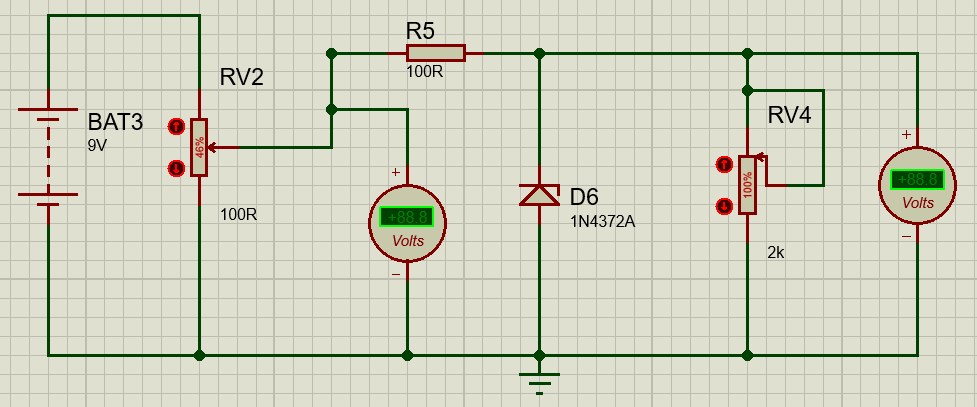 R5
100R
RV2
BAT3
9V
46%
100R
+
+88.8
Volts
−
D6
1N4372A
RV4
100%
2k
+
+88.8
Volts
−